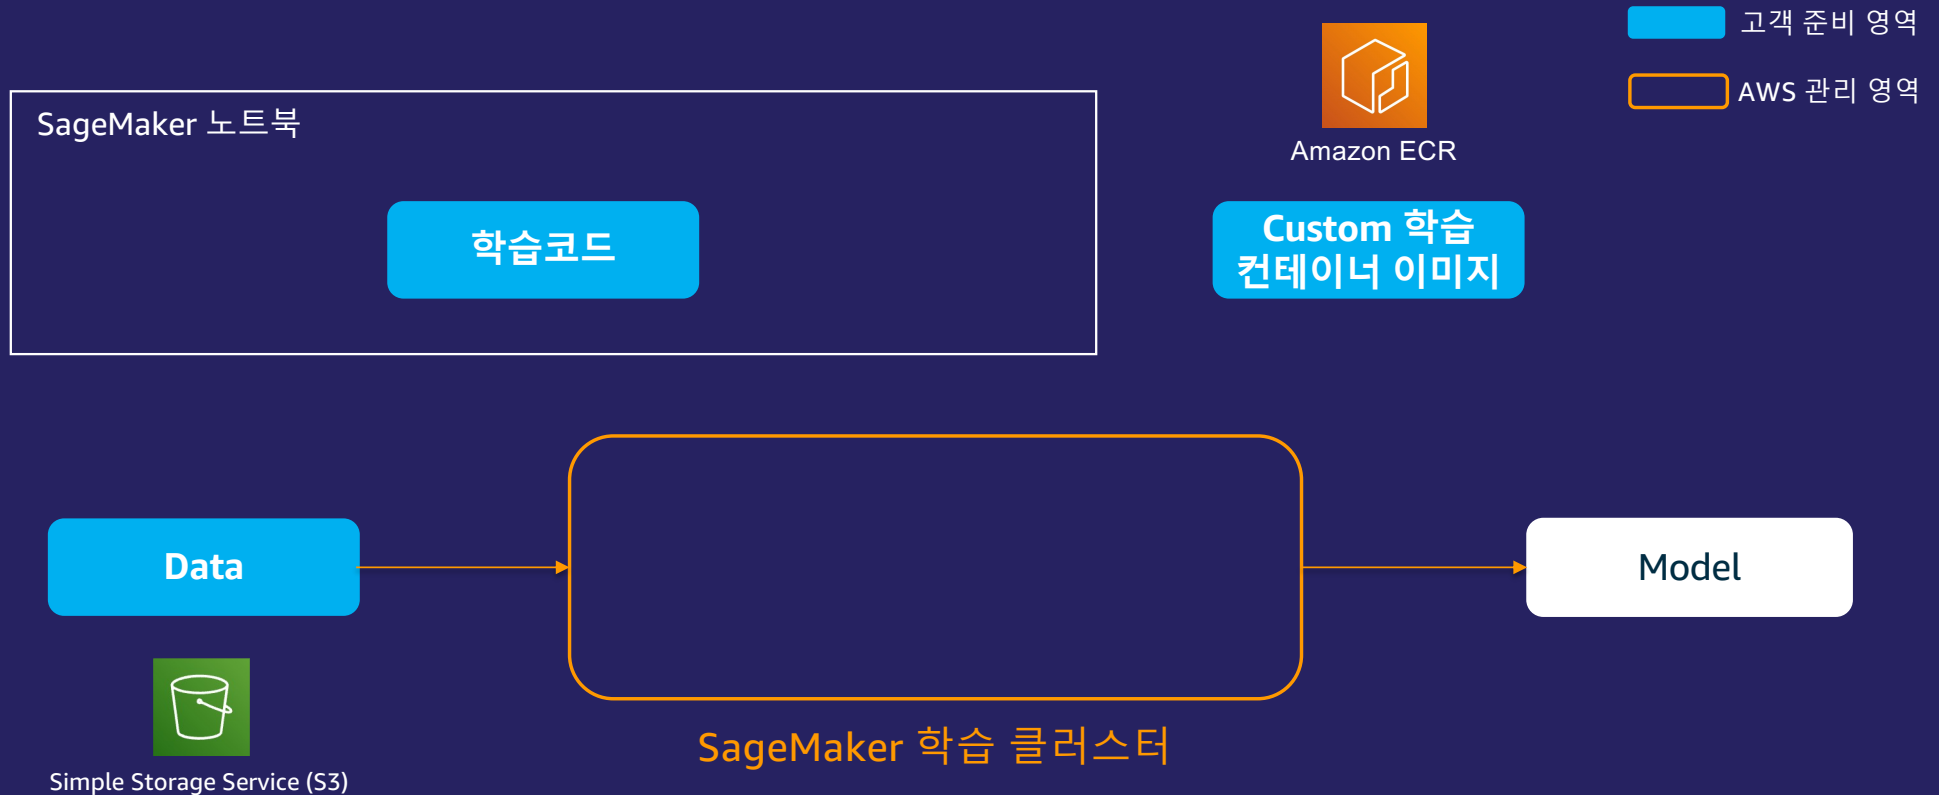 고객 준비 영역
AWS 관리 영역
SageMaker 노트북
Amazon ECR
학습코드
Custom 학습
컨테이너 이미지
Data
Model
SageMaker 학습 클러스터
Simple Storage Service (S3)